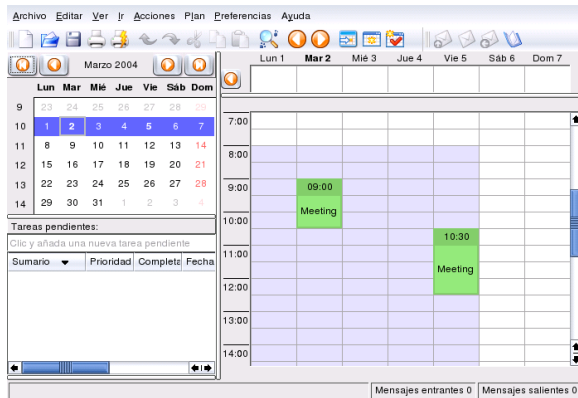 Archivo Editar Ver Ir Acciones Plan Preferencias Ayuda
Marzo 2004
Lun Mar Mié Jue Vie Sáb Dom
9 23 24 25 26 27 28 29
10 1 2 3 4 5 6 7
11 8 9 10 11 12 13 14
12 15 16 17 18 19 20 21
13 22 23 24 25 26 27 28
14 29 30 31 1 2 3 4
Tareas pendientes:
Clic y añada una nueva tarea pendiente
Sumario Prioridad Completa Fecha
Lun 1 Mar 2 Mié 3 Jue 4 Vie 5 Sáb 6 Dom 7
7:00
8:00
9:00
10:00
11:00
12:00
13:00
14:00
09:00
Meeting
10:30
Meeting
Mensajes entrantes 0 Mensajes salientes 0